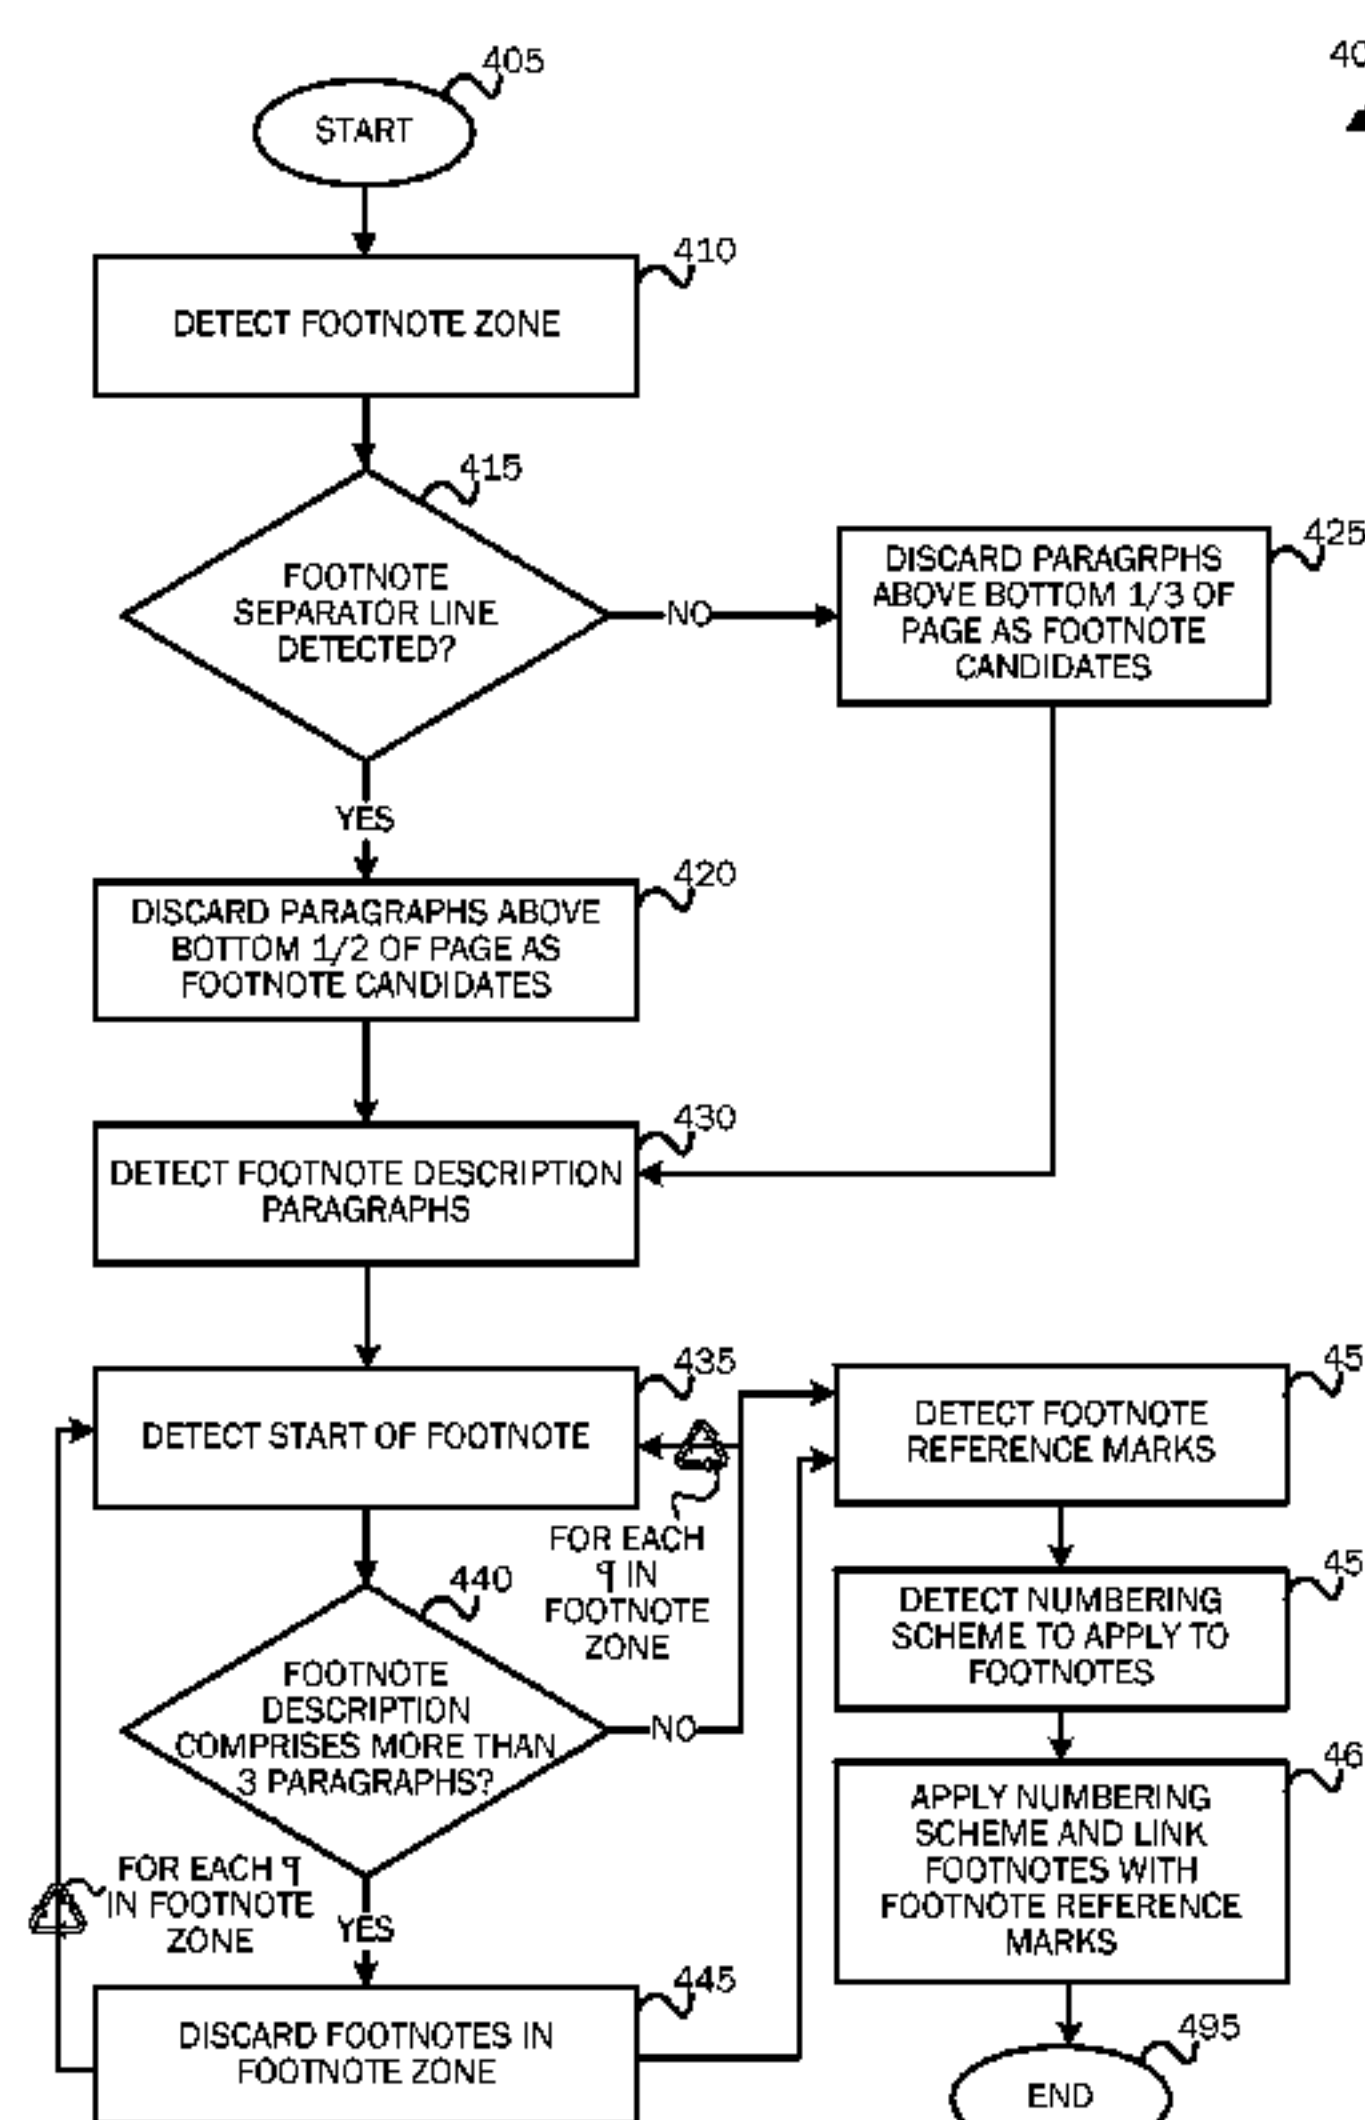 405
40
START
410
DETECT FOOTNOTE ZONE
415
FOOTNOTE
SEPARATOR LINE
DETECTED?
NO
425
DISCARD PARAGRPHS
ABOVE BOTTOM 1/3 OF
PAGE AS FOOTNOTE
CANDIDATES
YES
420
DISCARD PARAGRAPHS ABOVE
BOTTOM 1/2 OF PAGE AS
FOOTNOTE CANDIDATES
430
DETECT FOOTNOTE DESCRIPTION
PARAGRAPHS
435
DETECT START OF FOOTNOTE
FOR EACH
¶ IN
FOOTNOTE
ZONE
440
FOOTNOTE
DESCRIPTION
COMPRISES MORE THAN
3 PARAGRAPHS?
NO
FOR EACH ¶
IN FOOTNOTE
ZONE
YES
445
DISCARD FOOTNOTES IN
FOOTNOTE ZONE
45
DETECT FOOTNOTE
REFERENCE MARKS
45
DETECT NUMBERING
SCHEME TO APPLY TO
FOOTNOTES
46
APPLY NUMBERING
SCHEME AND LINK
FOOTNOTES WITH
FOOTNOTE REFERENCE
MARKS
495
END